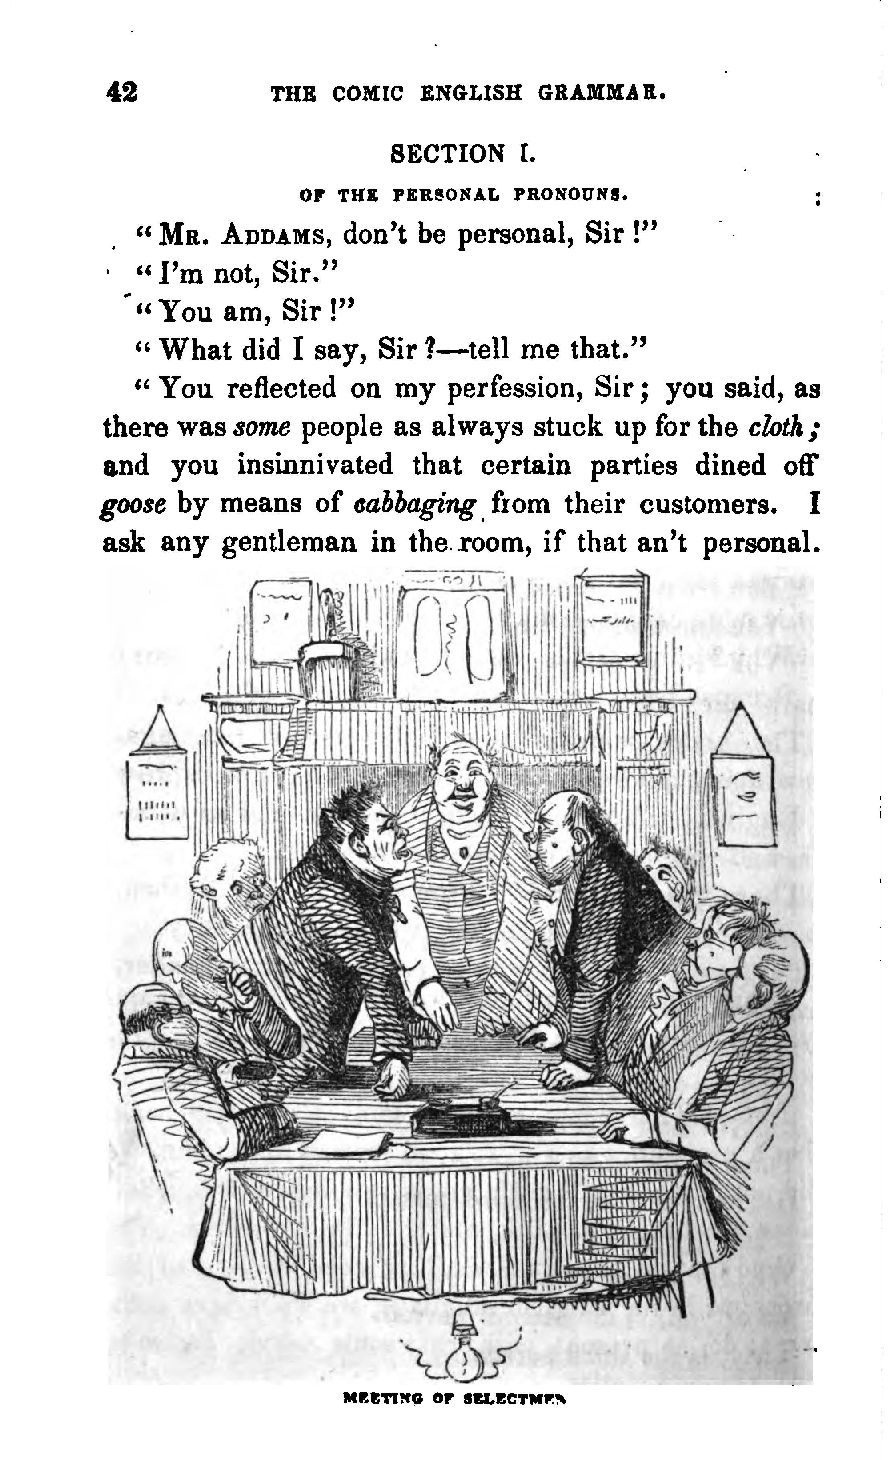 42 THE COMIC ENGLISH GRAMMAR.
SECTION I.
OF THE PERSONAL PRONOUNS.
“ MR. ADDAMS, don’t be personal, Sir !”
“ I’m not, Sir.”
“ You am, Sir !”
“ What did I say, Sir ?—tell me that.”
“ You reflected on my perfession, Sir ; you said, as
there was some people as always stuck up for the cloth ;
and you insinnivated that certain parties dined off
goose by means of cabbaging from their customers. I
ask any gentleman in the room, if that an’t personal.
MEETING OF SELECTMEN